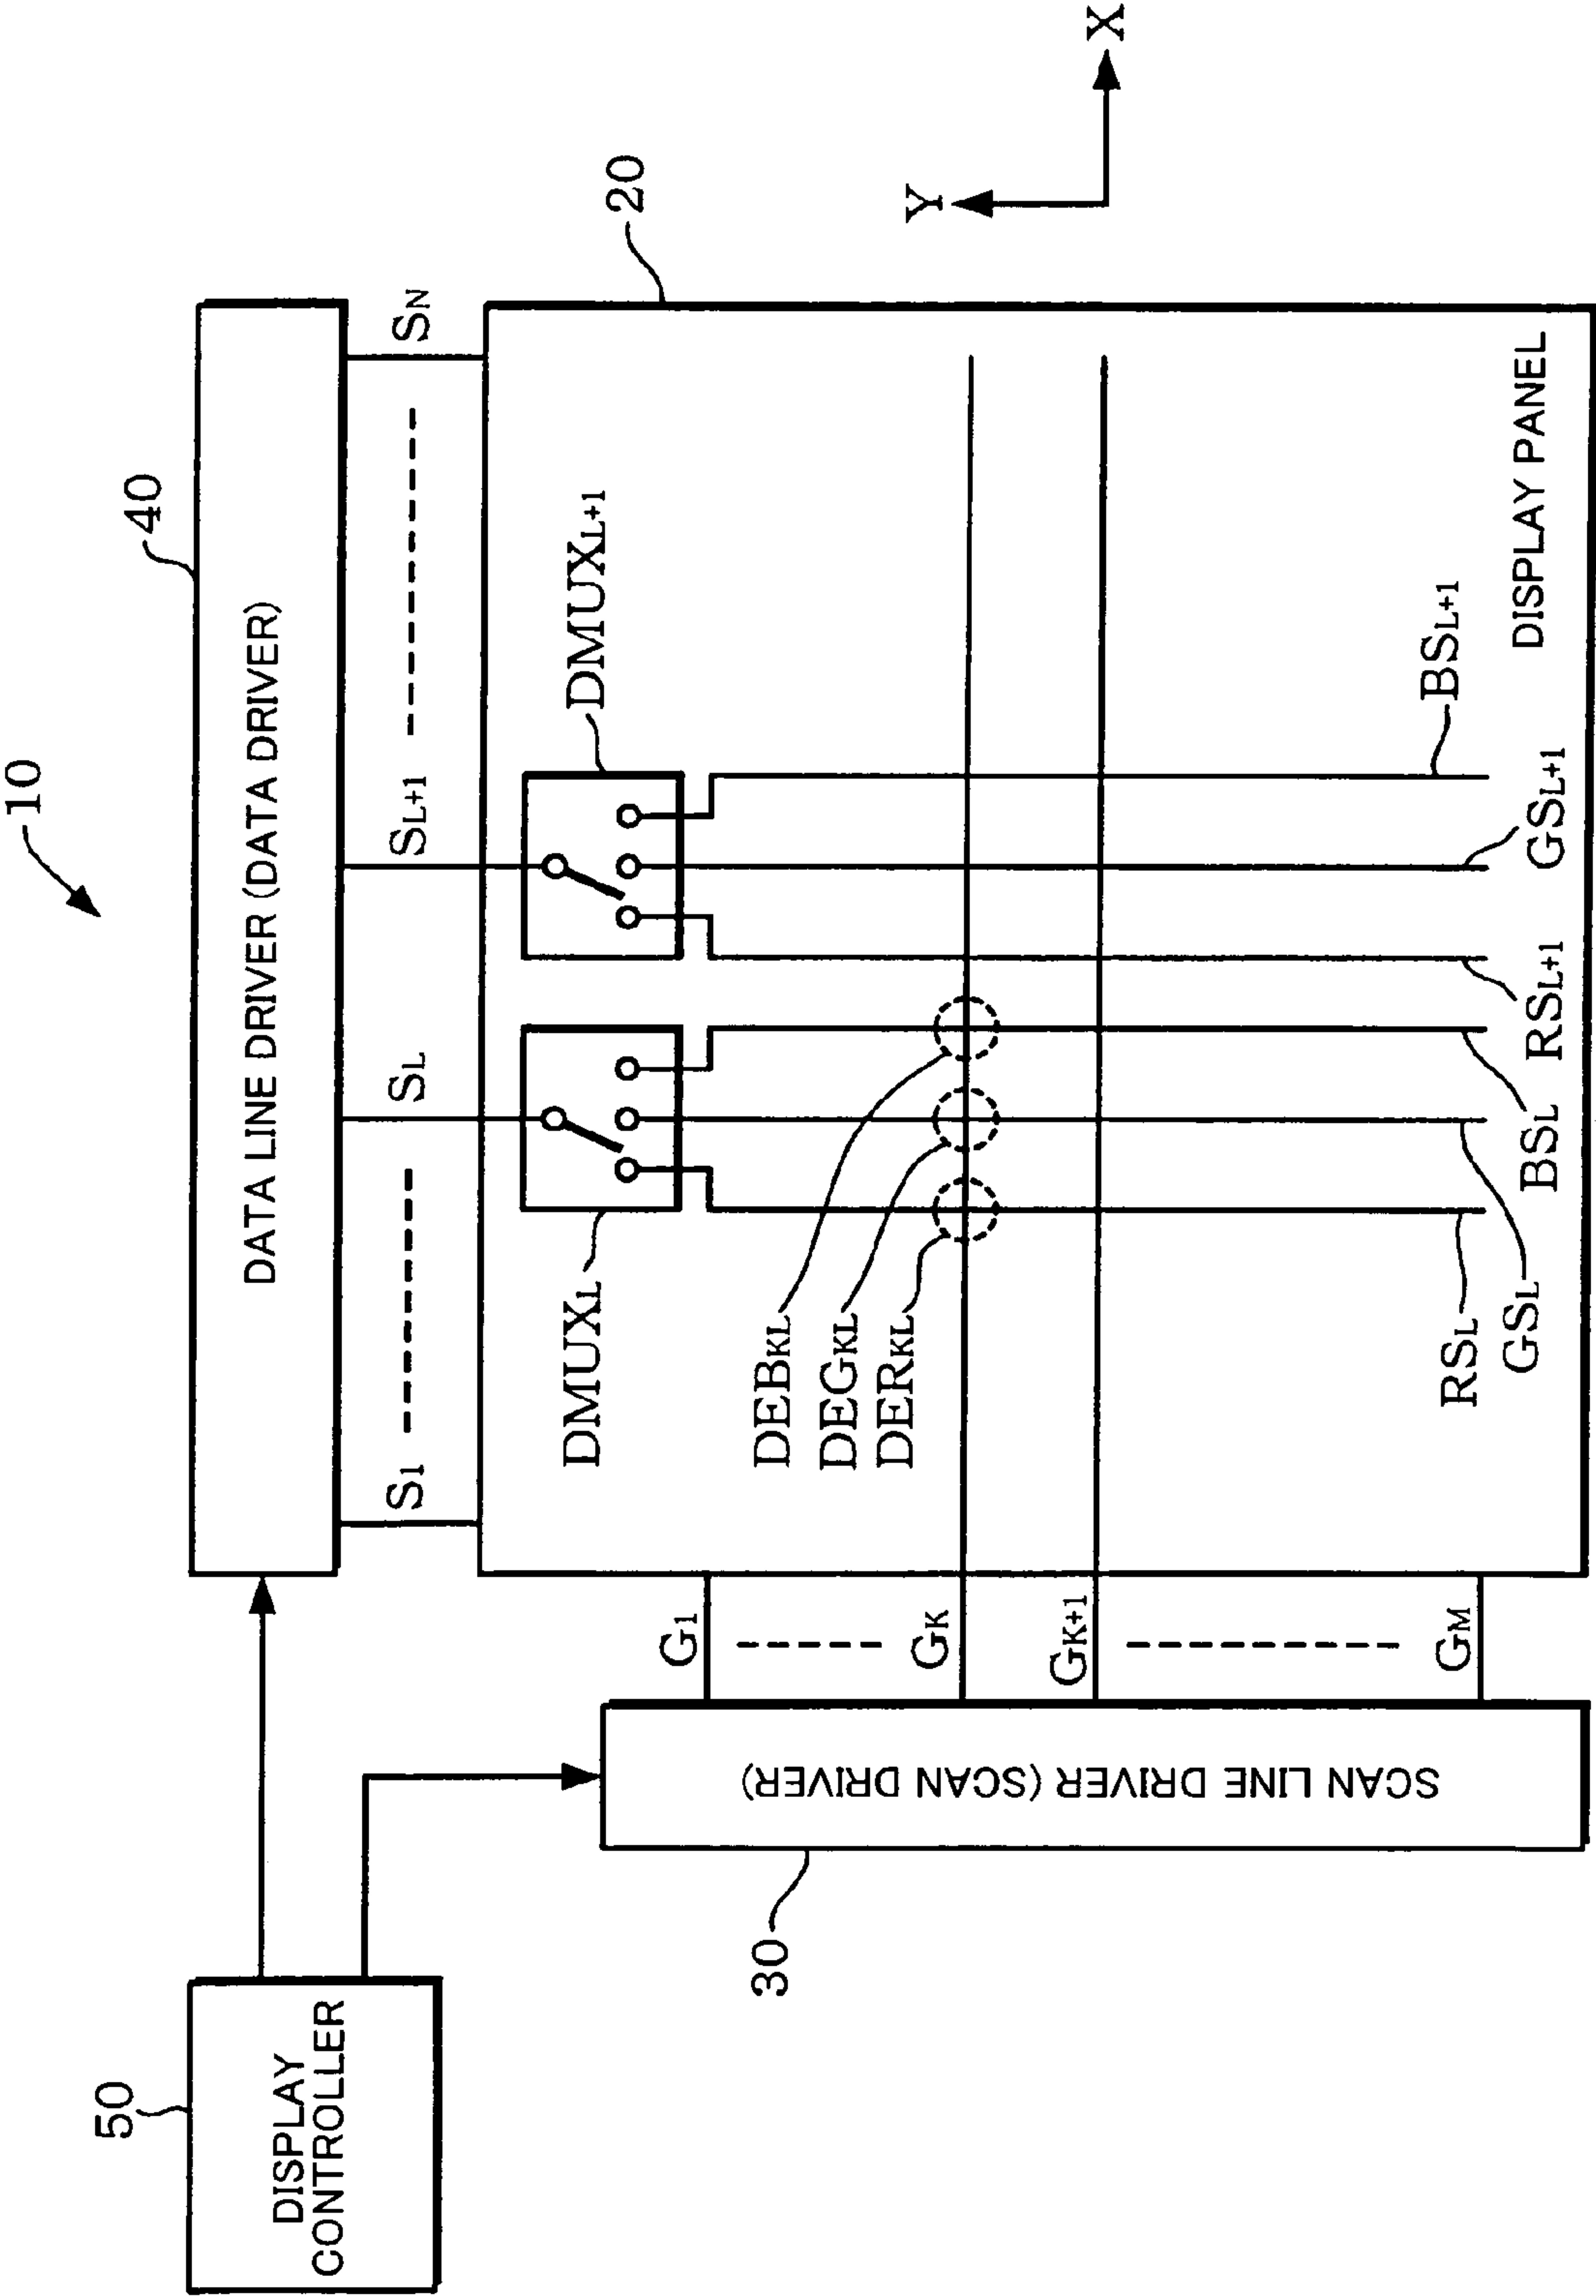 10
50
DISPLAY
CONTROLLER
40
DATA LINE DRIVER (DATA DRIVER)
S1
SL
SL+1
SN
20
Y
X
30
SCAN LINE DRIVER (SCAN DRIVER)
G1
GK
GK+1
GM
DMUXL
DMUXL+1
DEBKL
DEGKL
DERKL
RSL
GSL
BSL
RSL+1
GSL+1
BSL+1
DISPLAY PANEL